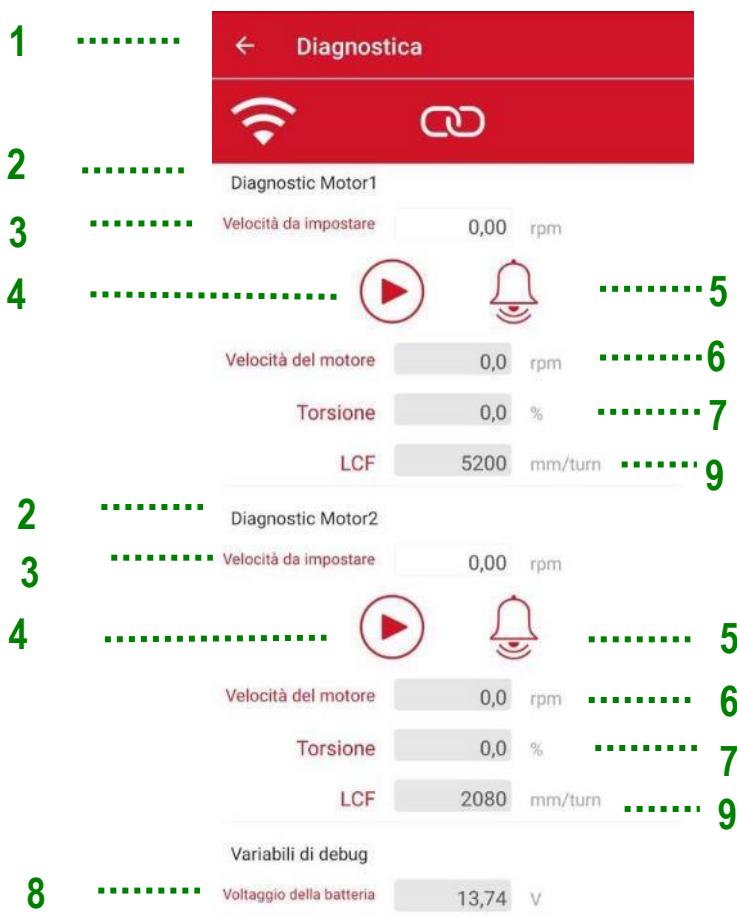 1 Diagnostica
2
Diagnostic Motor1
3 Velocità da impostare 0,00 rpm
4 5
Velocità del motore 0,0 rpm 6
Torsione 0,0 % 7
LCF 5200 mm/turn 9
2 Diagnostic Motor2
3 Velocità da impostare 0,00 rpm
4 5
Velocità del motore 0,0 rpm 6
Torsione 0,0 % 7
LCF 2080 mm/turn 9
Variabili di debug
8 Voltaggio della batteria 13,74 V